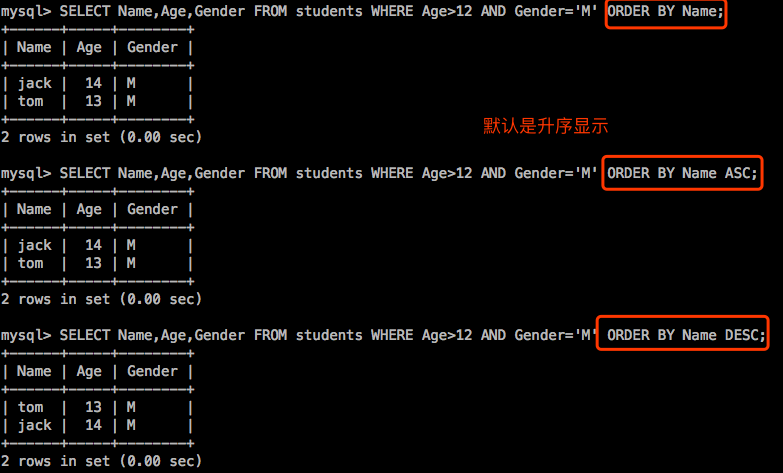 mysql> SELECT Name,Age,Gender FROM students WHERE Age>12 AND Gender='M' ORDER BY Name;
+------+-----+--------+
| Name | Age | Gender |
+------+-----+--------+
| jack |  14 | M      |
| tom  |  13 | M      |
+------+-----+--------+
2 rows in set (0.00 sec)
默认是升序显示
mysql> SELECT Name,Age,Gender FROM students WHERE Age>12 AND Gender='M' ORDER BY Name ASC;
+------+-----+--------+
| Name | Age | Gender |
+------+-----+--------+
| jack |  14 | M      |
| tom  |  13 | M      |
+------+-----+--------+
2 rows in set (0.00 sec)
mysql> SELECT Name,Age,Gender FROM students WHERE Age>12 AND Gender='M' ORDER BY Name DESC;
+------+-----+--------+
| Name | Age | Gender |
+------+-----+--------+
| tom  |  13 | M      |
| jack |  14 | M      |
+------+-----+--------+
2 rows in set (0.00 sec)